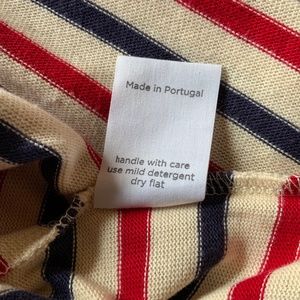 Made in Portugal
handle with care
use mild detergent
dry flat